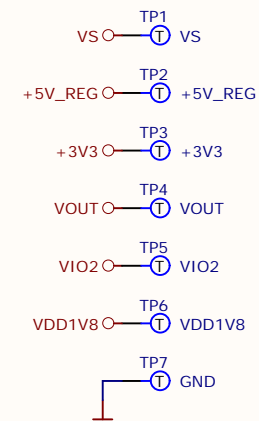 TP1
VS T VS
TP2
+5V_REG T +5V_REG
TP3
+3V3 T +3V3
TP4
VOUT T VOUT
TP5
VIO2 T VIO2
TP6
VDD1V8 T VDD1V8
TP7
T GND